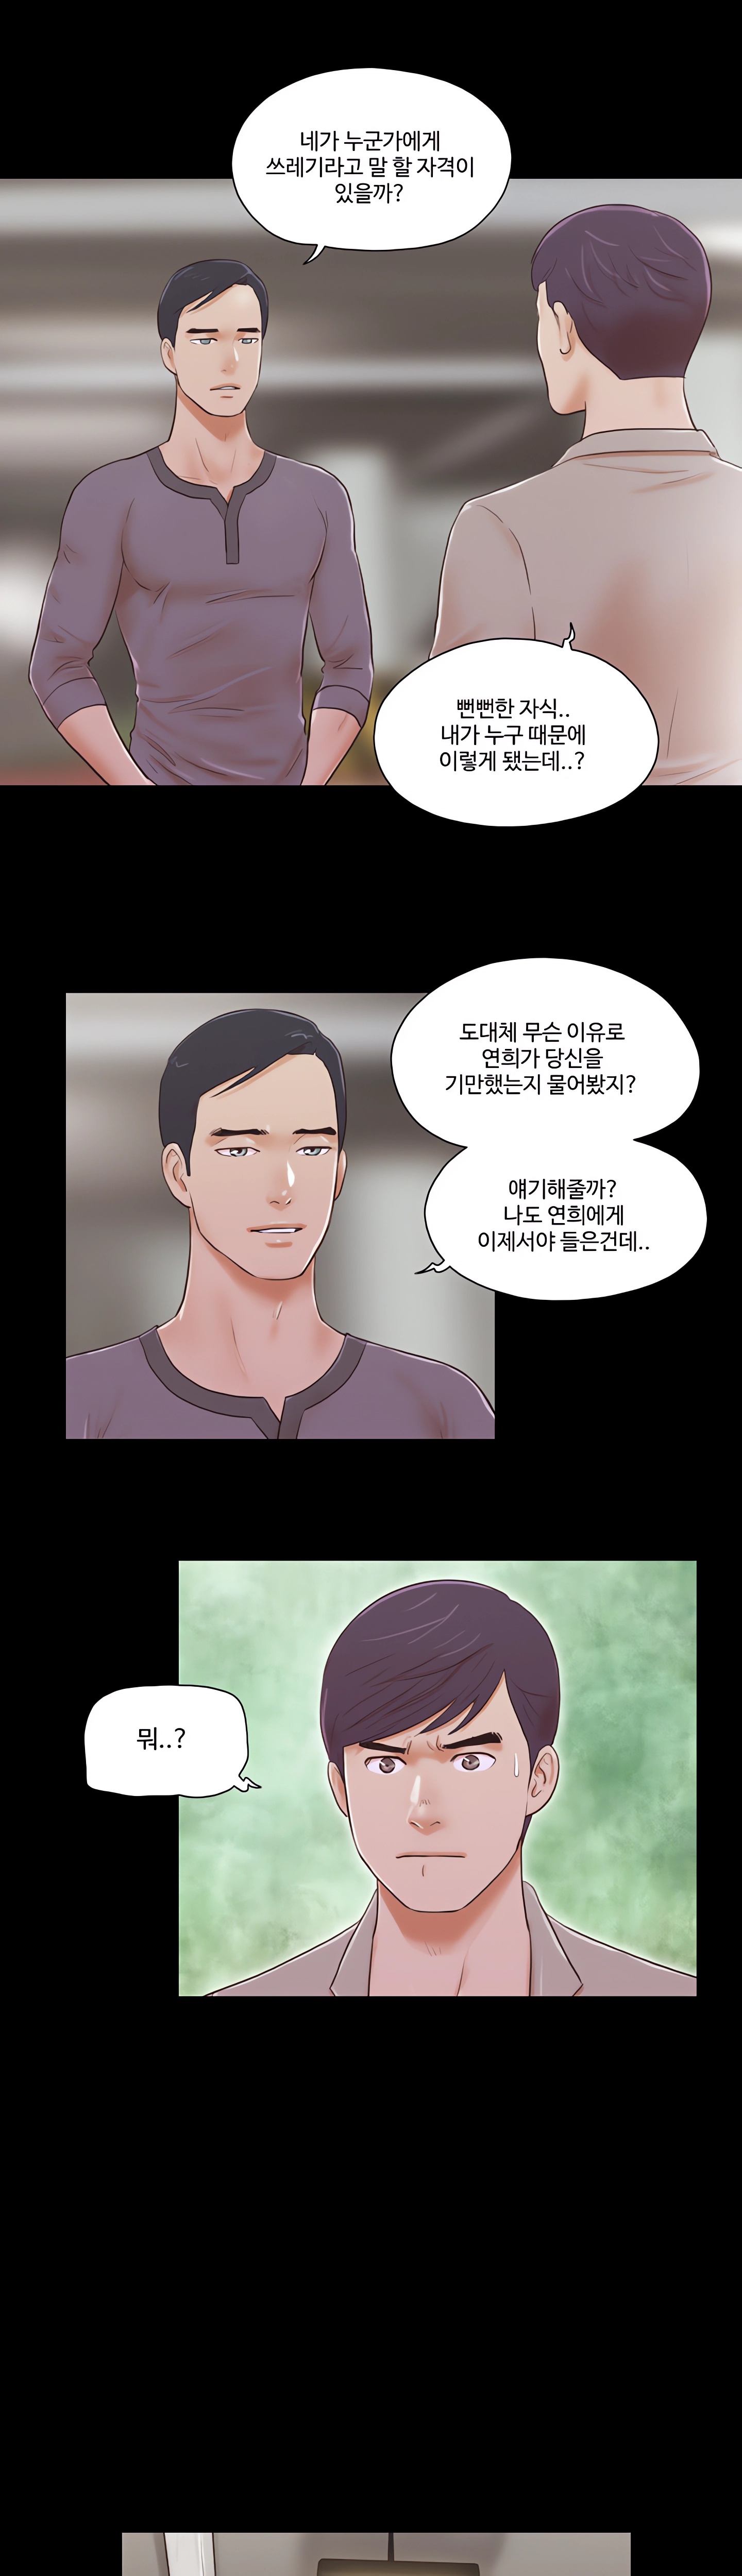 네가 누군가에게
쓰레기라고 말 할 자격이
있을까?
뻔뻔한 자식..
내가 누구 때문에
이렇게 됐는데..?
도대체 무슨 이유로
연희가 당신을
기만했는지 물어봤지?
얘기해줄까?
나도 연희에게
이제서야 들은건데..
뭐..?